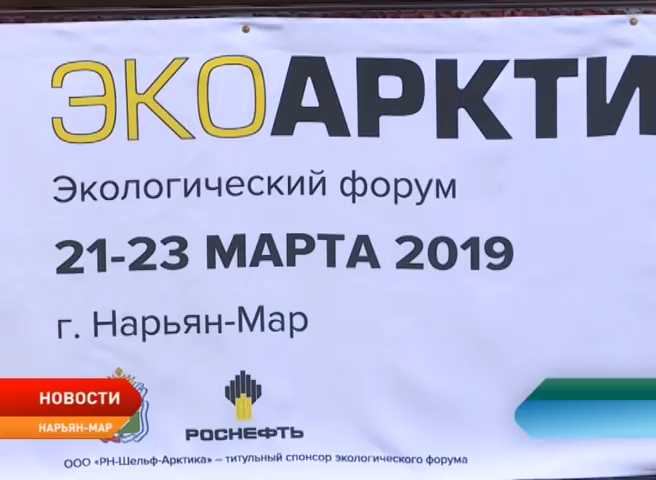 ЭКОАРКТИ
Экологический форум
21-23 МАРТА 2019
г. Нарьян-Мар
НОВОСТИ
НАРЬЯН-МАР
РОСНЕФТЬ
ООО «РН-Шельф-Арктика» – титульный спонсор экологического форума